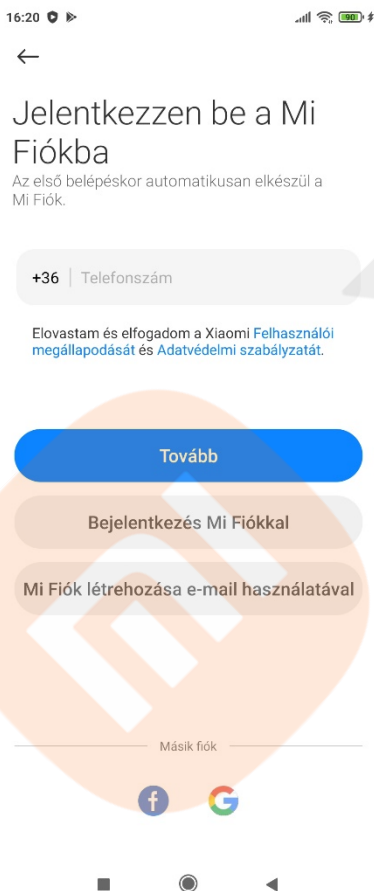 16:20
90
Jelentkezzen be a Mi
Fiókba
Az első belépéskor automatikusan elkészül a
Mi Fiók.
+36 Telefonszám
Elovastam és elfogadom a Xiaomi Felhasználói
megállapodását és Adatvédelmi szabályzatát.
Tovább
Bejelentkezés Mi Fiókkal
Mi Fiók létrehozása e-mail használatával
Másik fiók